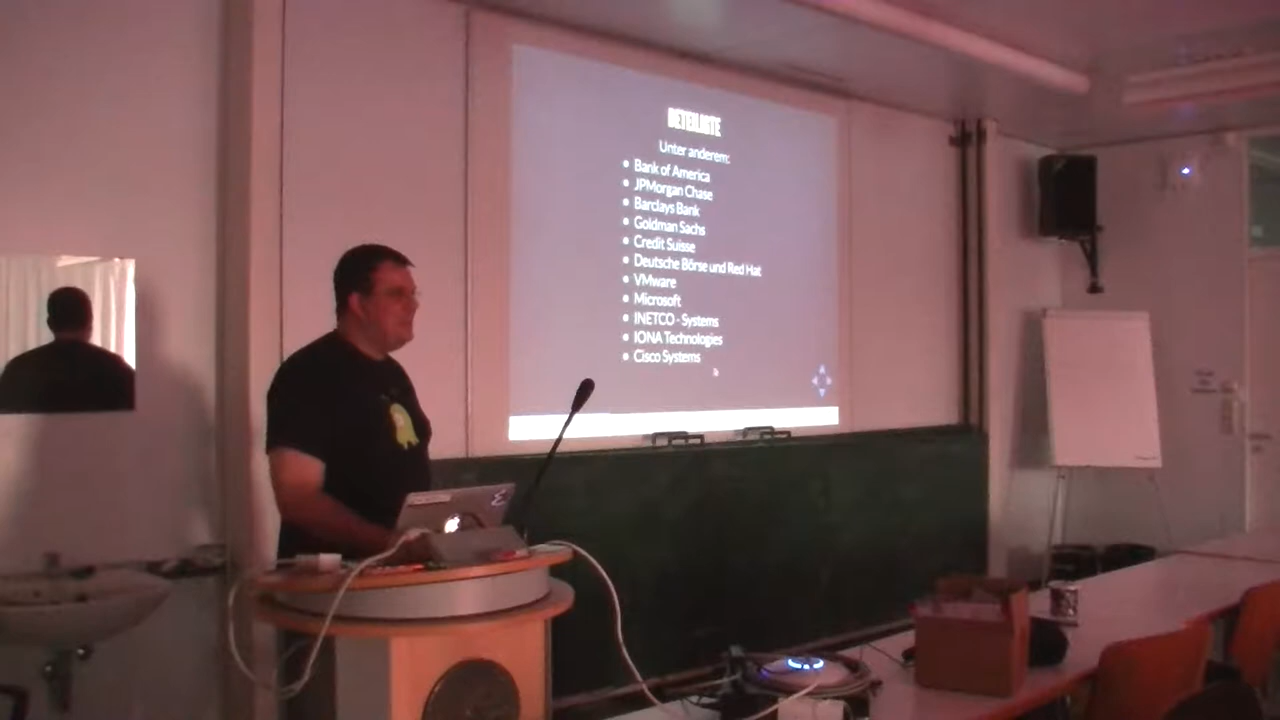 BETEILIGTE
Unter anderem:
Bank of America
JPMorgan Chase
Barclays Bank
Goldman Sachs
Credit Suisse
Deutsche Börse und Red Hat
VMware
Microsoft
INETCO - Systems
IONA Technologies
Cisco Systems